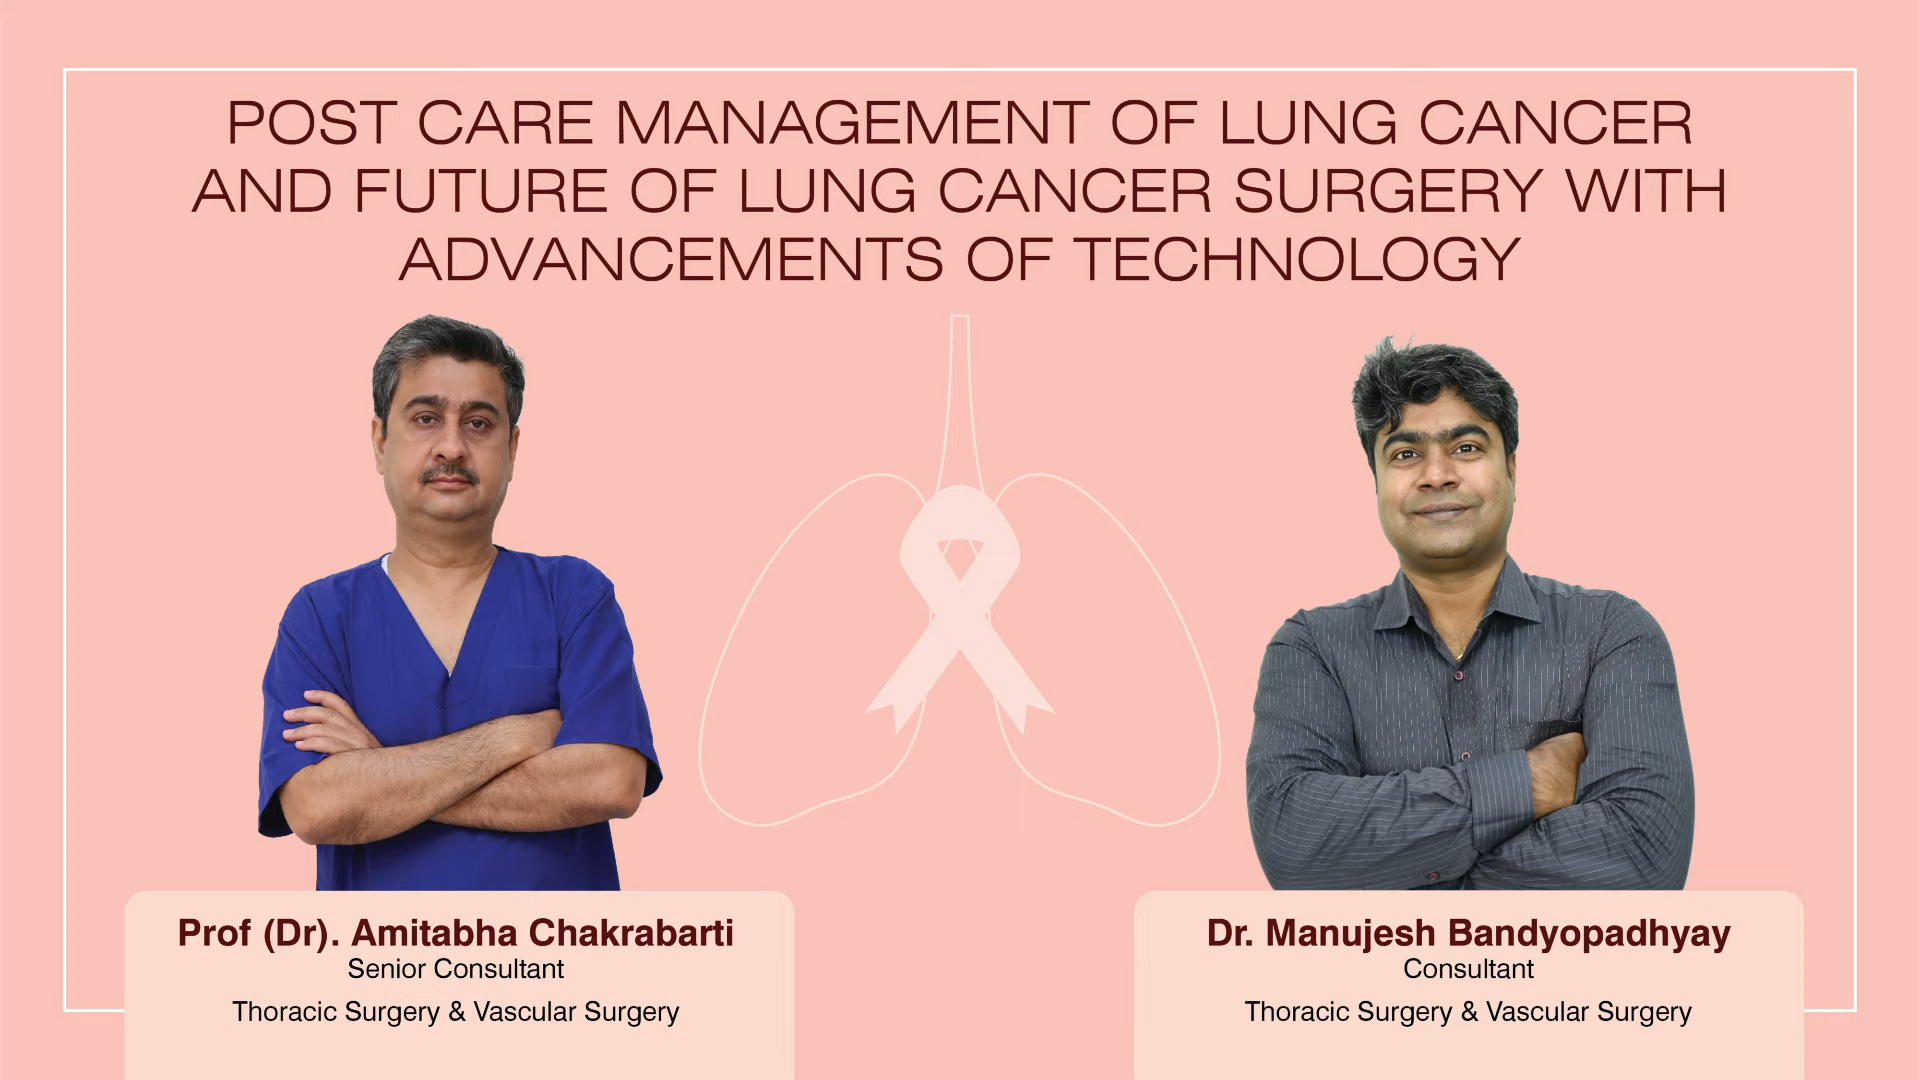 POST CARE MANAGEMENT OF LUNG CANCER
AND FUTURE OF LUNG CANCER SURGERY WITH
ADVANCEMENTS OF TECHNOLOGY
Prof (Dr). Amitabha Chakrabarti
Senior Consultant
Thoracic Surgery & Vascular Surgery
Dr. Manujesh Bandyopadhyay
Consultant
Thoracic Surgery & Vascular Surgery